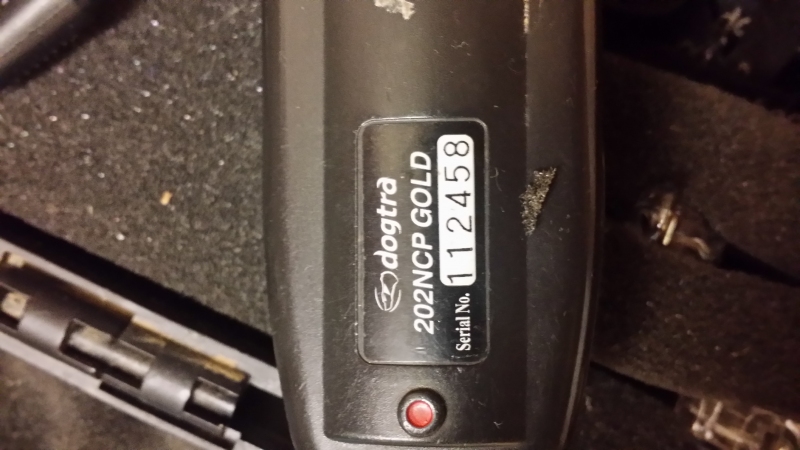 dogtra
202NCP GOLD
Serial No. 112458